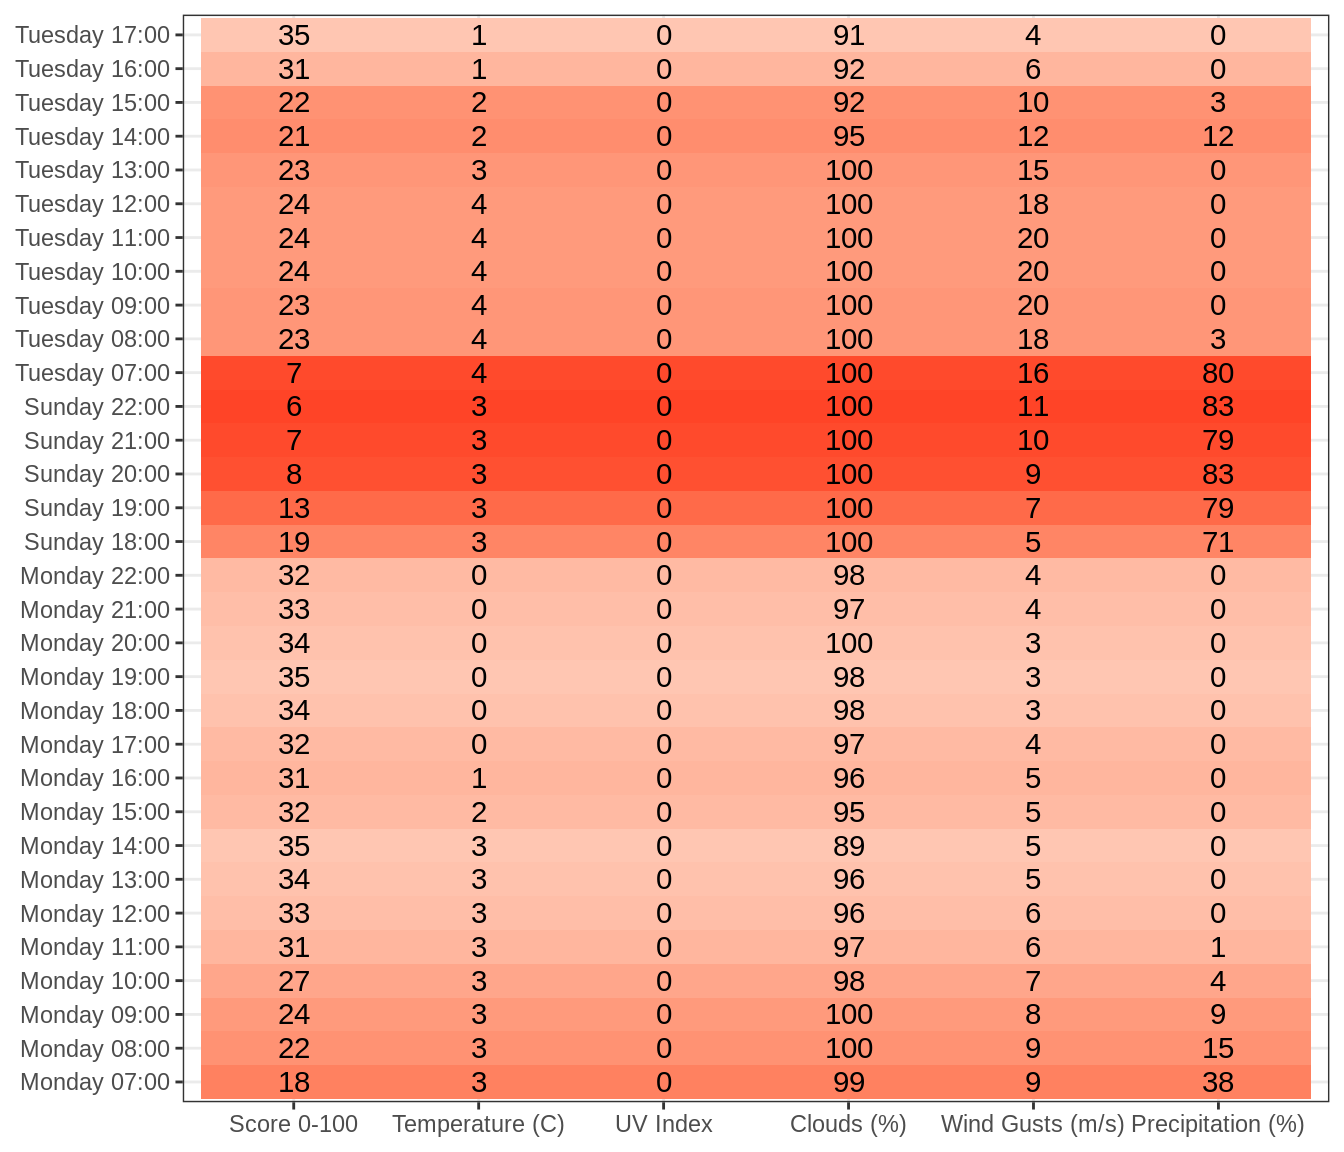 Tuesday 17:00 35 1 0 91 4 0
Tuesday 16:00 31 1 0 92 6 0
Tuesday 15:00 22 2 0 92 10 3
Tuesday 14:00 21 2 0 95 12 12
Tuesday 13:00 23 3 0 100 15 0
Tuesday 12:00 24 4 0 100 18 0
Tuesday 11:00 24 4 0 100 20 0
Tuesday 10:00 24 4 0 100 20 0
Tuesday 09:00 23 4 0 100 20 0
Tuesday 08:00 23 4 0 100 18 3
Tuesday 07:00 7 4 0 100 16 80
Sunday 22:00 6 3 0 100 11 83
Sunday 21:00 7 3 0 100 10 79
Sunday 20:00 8 3 0 100 9 83
Sunday 19:00 13 3 0 100 7 79
Sunday 18:00 19 3 0 100 5 71
Monday 22:00 32 0 0 98 4 0
Monday 21:00 33 0 0 97 4 0
Monday 20:00 34 0 0 100 3 0
Monday 19:00 35 0 0 98 3 0
Monday 18:00 34 0 0 98 3 0
Monday 17:00 32 0 0 97 4 0
Monday 16:00 31 1 0 96 5 0
Monday 15:00 32 2 0 95 5 0
Monday 14:00 35 3 0 89 5 0
Monday 13:00 34 3 0 96 5 0
Monday 12:00 33 3 0 96 6 0
Monday 11:00 31 3 0 97 6 1
Monday 10:00 27 3 0 98 7 4
Monday 09:00 24 3 0 100 8 9
Monday 08:00 22 3 0 100 9 15
Monday 07:00 18 3 0 99 9 38
Score 0-100 Temperature (C) UV Index Clouds (%) Wind Gusts (m/s) Precipitation (%)